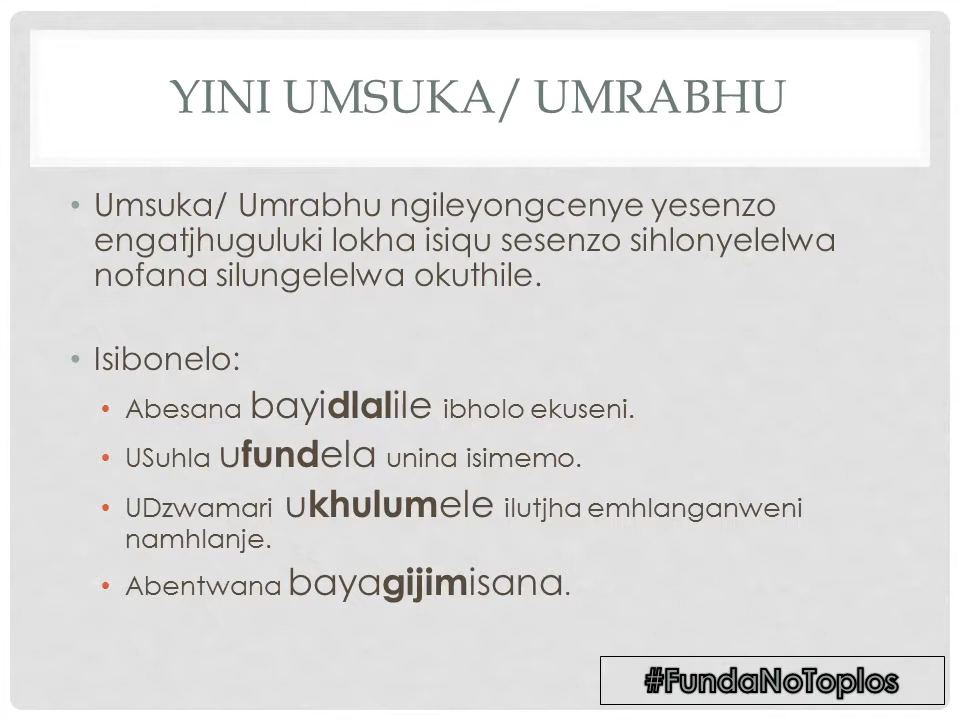 YINI UMSUKA/ UMRABHU
• Umsuka/ Umrabhu ngileyongcenye yesenzo
engatjhuguluki lokha isiqu sesenzo sihlonyelelwa
nofana silungelelwa okuthile.
• Isibonelo:
• Abesana bayidlalile ibholo ekuseni.
• USuhla ufundela unina isimemo.
• UDzwamari ukhulumele ilutjha emhlanganweni
namhlanje.
• Abentwana bayagijimisana.
#FundaNoToplos